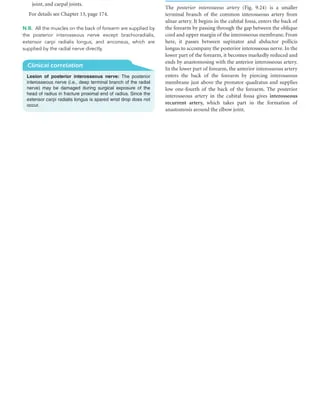 joint, and carpal joints.
For details see Chapter 13, page 174.
N.B. All the muscles on the back of forearm are supplied by
the posterior interosseous nerve except brachioradialis,
extensor carpi radialis longus, and anconeus, which are
supplied by the radial nerve directly.
Clinical correlation
Lesion of posterior interosseous nerve: The posterior
interosseous nerve (i.e., deep terminal branch of the radial
nerve) may be damaged during surgical exposure of the
head of radius in fracture proximal end of radius. Since the
extensor carpi radialis longus is spared wrist drop does not
occur.
The posterior interosseous artery (Fig. 9.24) is a smaller
terminal branch of the common interosseous artery from
ulnar artery. It begins in the cubital fossa, enters the back of
the forearm by passing through the gap between the oblique
cord and upper margin of the interosseous membrane. From
here, it passes between supinator and abductor pollicis
longus to accompany the posterior interosseous nerve. In the
lower part of the forearm, it becomes markedly reduced and
ends by anastomosing with the anterior interosseous artery.
In the lower part of forearm, the anterior interosseous artery
enters the back of the forearm by piercing interosseous
membrane just above the pronator quadratus and supplies
low one-fourth of the back of the forearm. The posterior
interosseous artery in the cubital fossa gives interosseous
recurrent artery, which takes part in the formation of
anastomosis around the elbow joint.